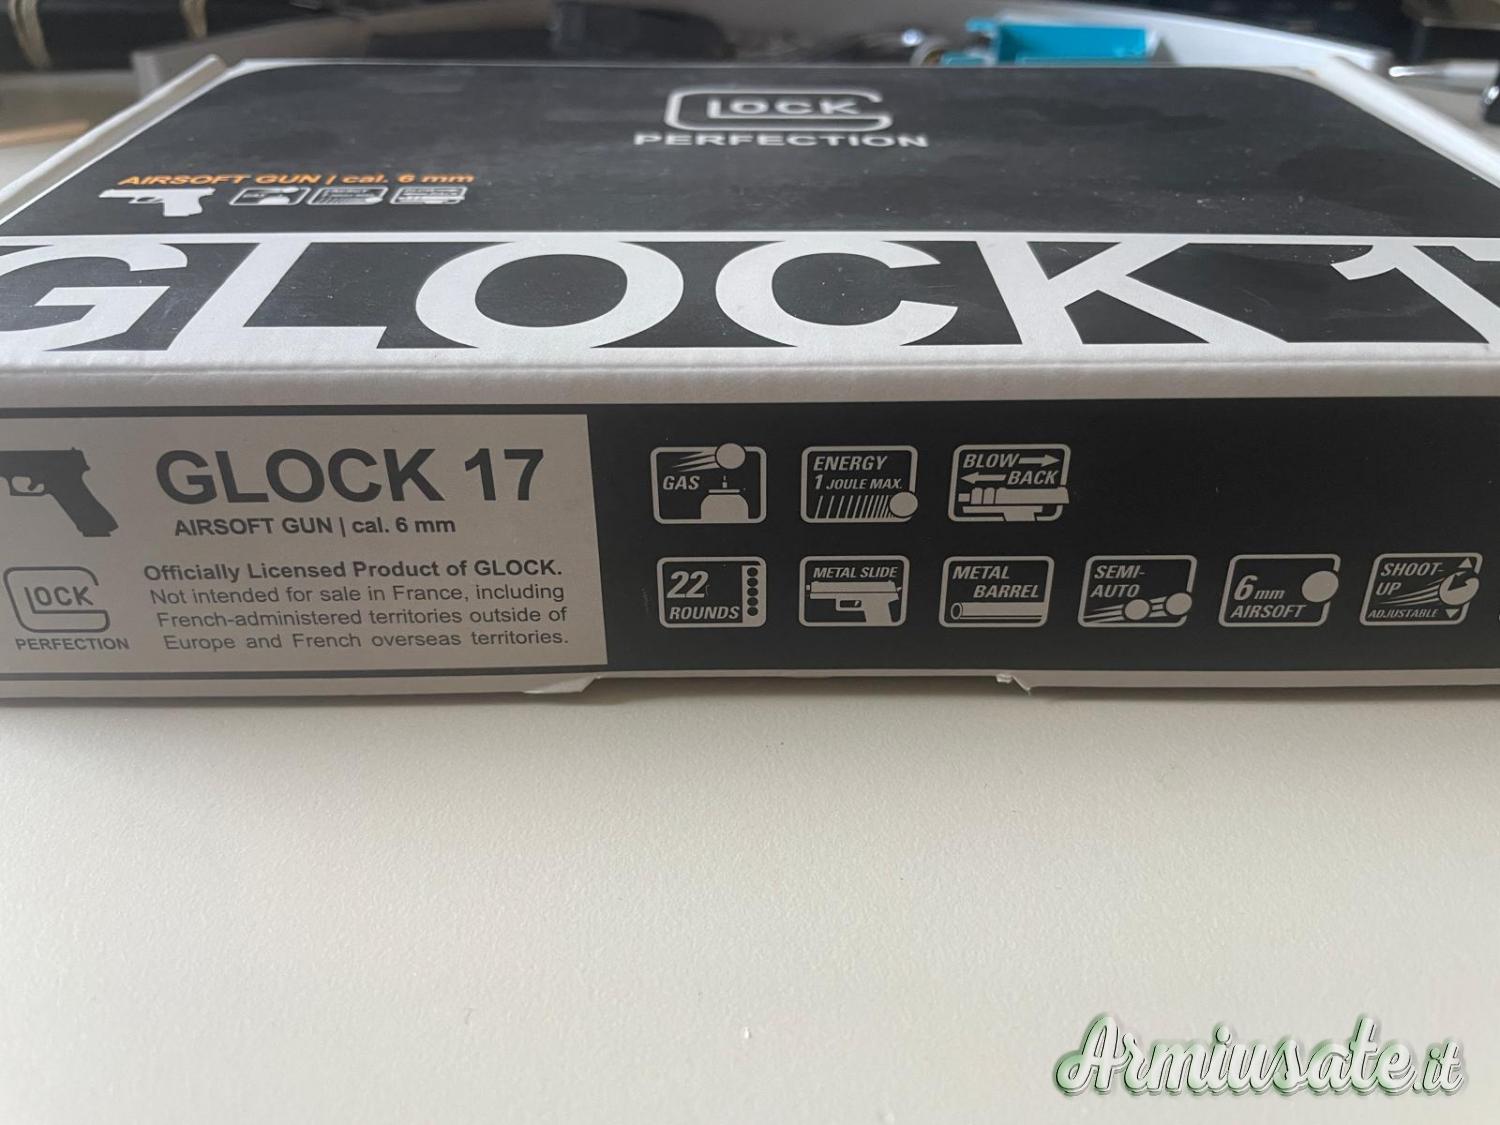 GLOCK
PERFECTION
AIRSOFT GUN | cal. 6 mm
GLOCK 1
GLOCK 17
AIRSOFT GUN | cal. 6 mm
Officially Licensed Product of GLOCK.
Not intended for sale in France, including
French-administered territories outside of
Europe and French overseas territories.
GLOCK
PERFECTION
GAS
ENERGY
1 JOULE MAX.
BLOW
BACK
22
ROUNDS
METAL SLIDE
METAL
BARREL
SEMI-
AUTO
6 mm
AIRSOFT
SHOOT-
UP
ADJUSTABLE
Armiusate.it